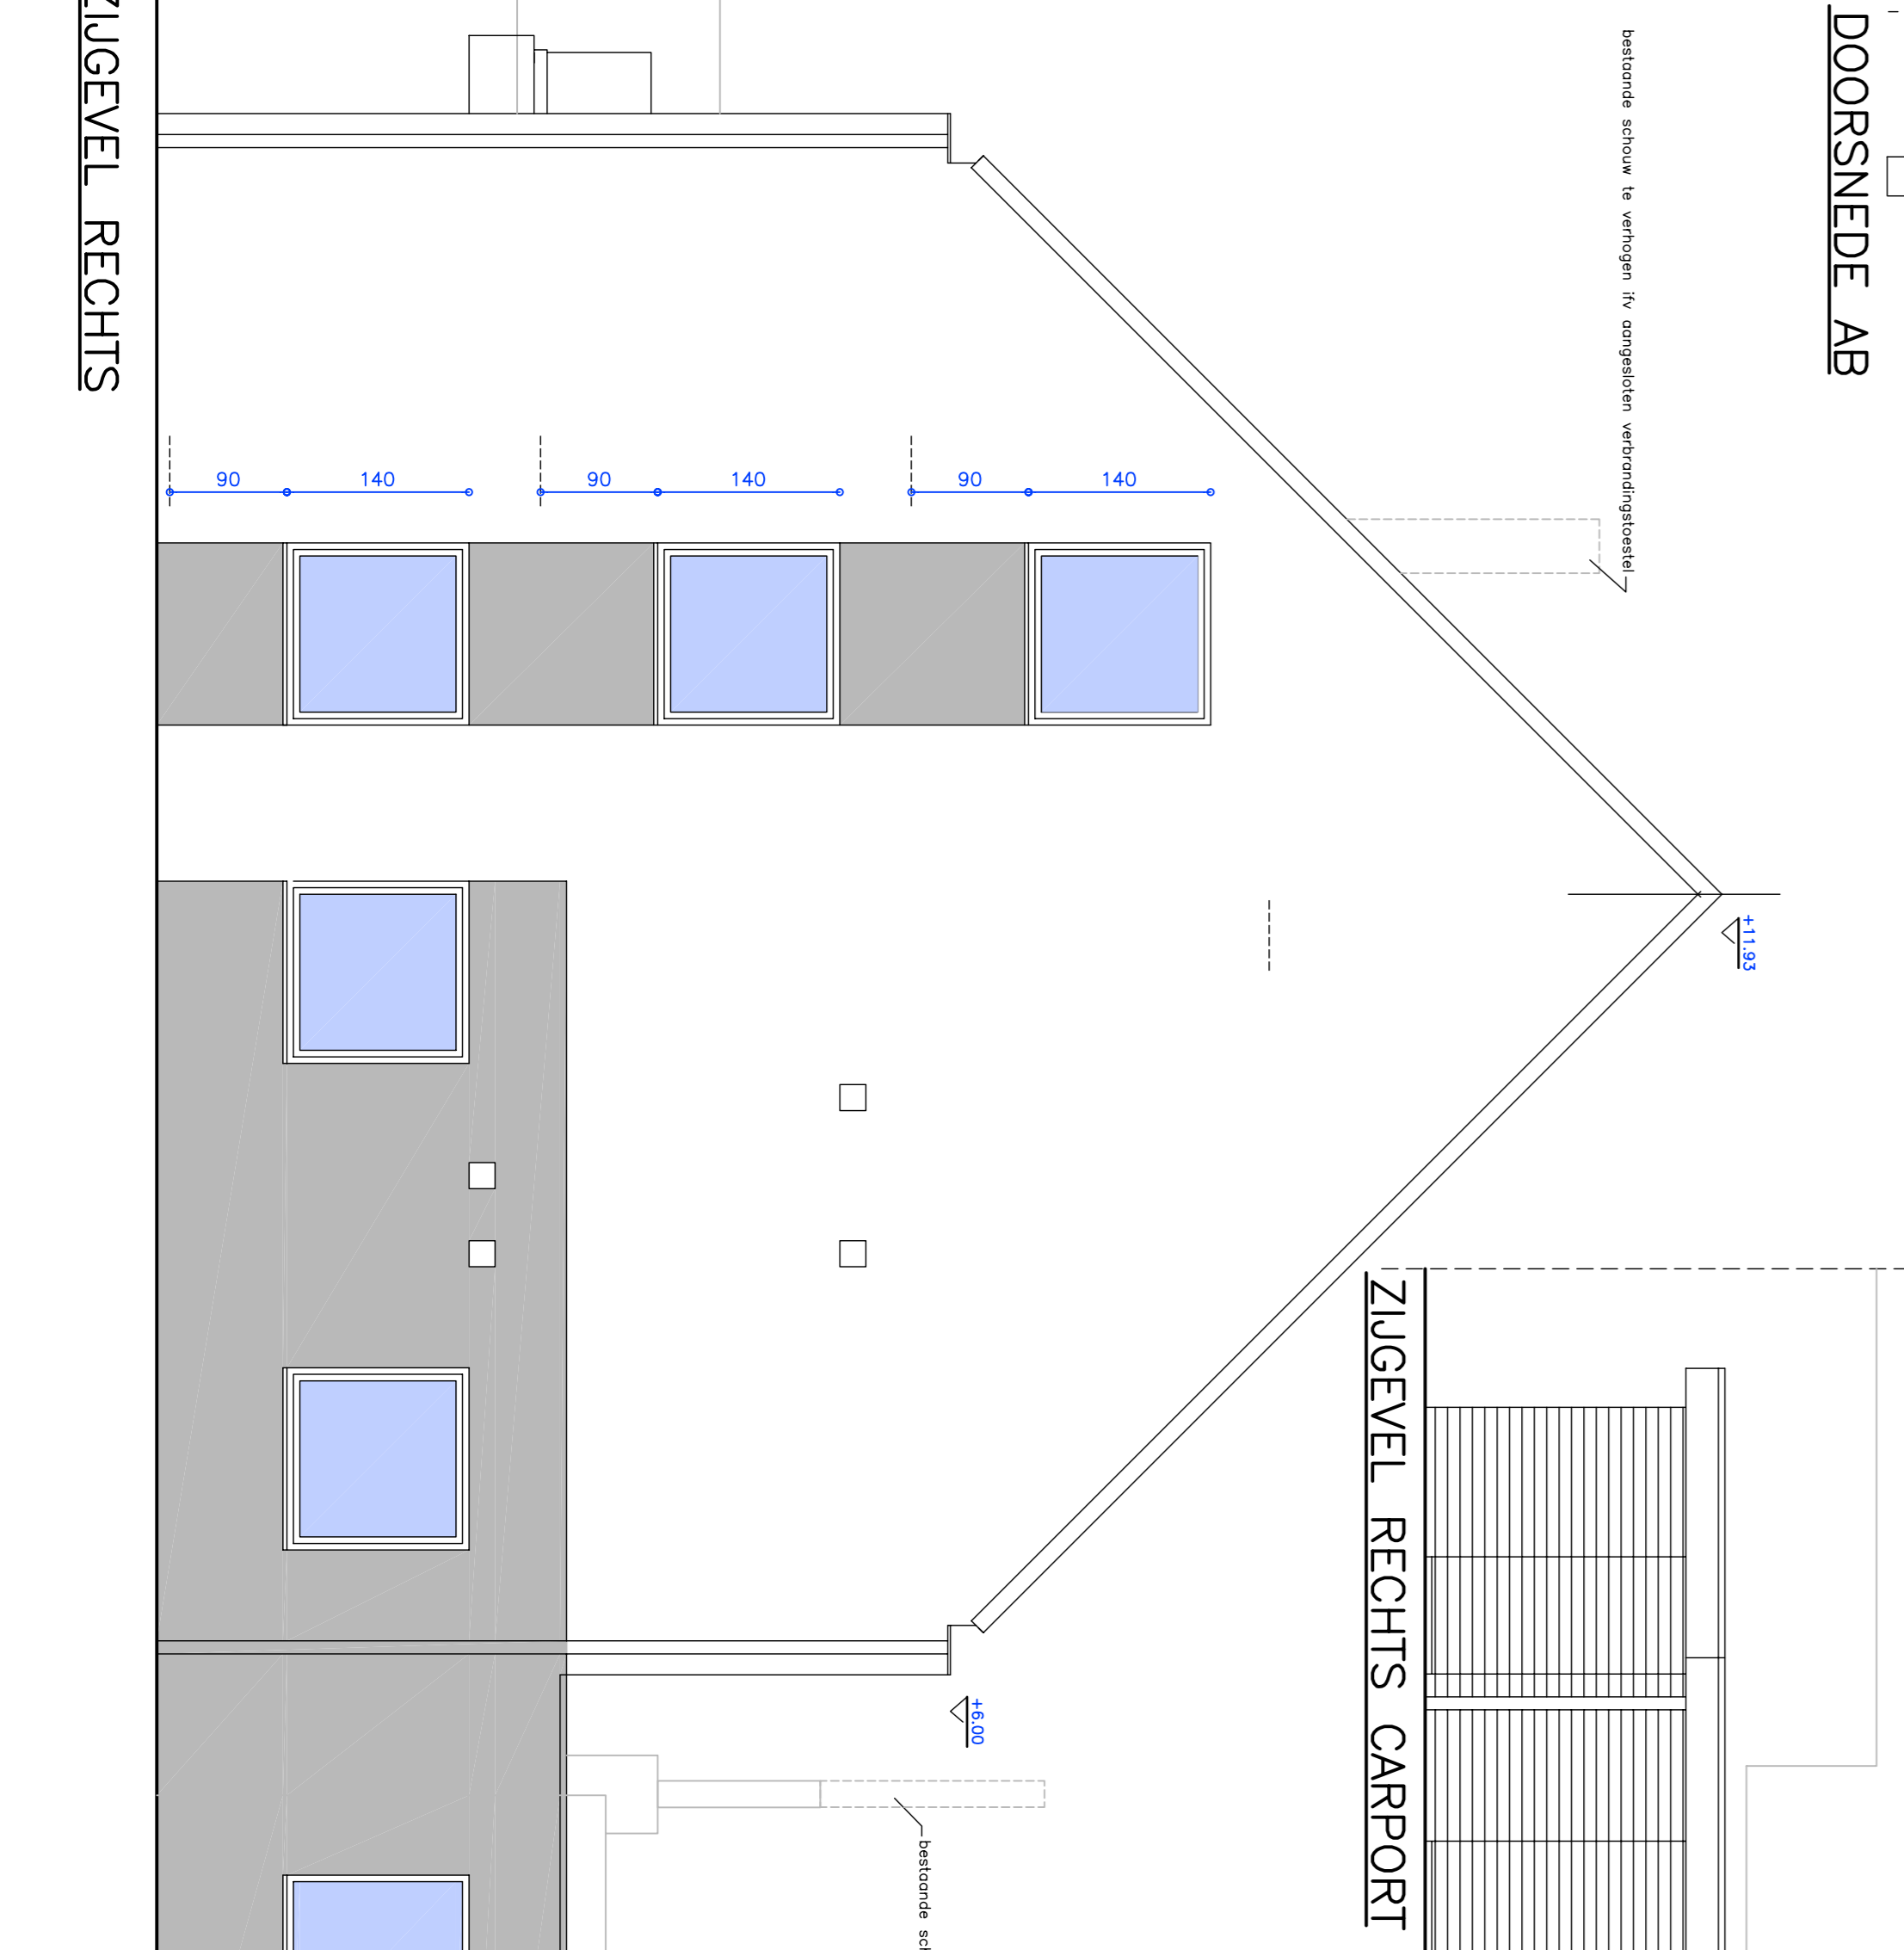 DOORSNEDE AB
bestaande schouw te verhogen ifv aangesloten verbrandingstoestel
+11.93
ZIJGEVEL RECHTS CARPORT
+6.00
bestaande
140
90
140
90
140
90
ZIJGEVEL RECHTS